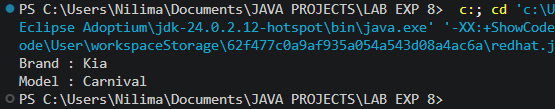 PS C:\Users\Nilima\Documents\JAVA PROJECTS\LAB EXP 8>  c:; cd 'c:\U
Eclipse Adoptium\jdk-24.0.2.12-hotspot\bin\java.exe' '-XX:+ShowCode
ode\User\workspaceStorage\62f477c0a9af935a054a543d08a4ac6a\redhat.j
Brand : Kia
Model : Carnival
PS C:\Users\Nilima\Documents\JAVA PROJECTS\LAB EXP 8>